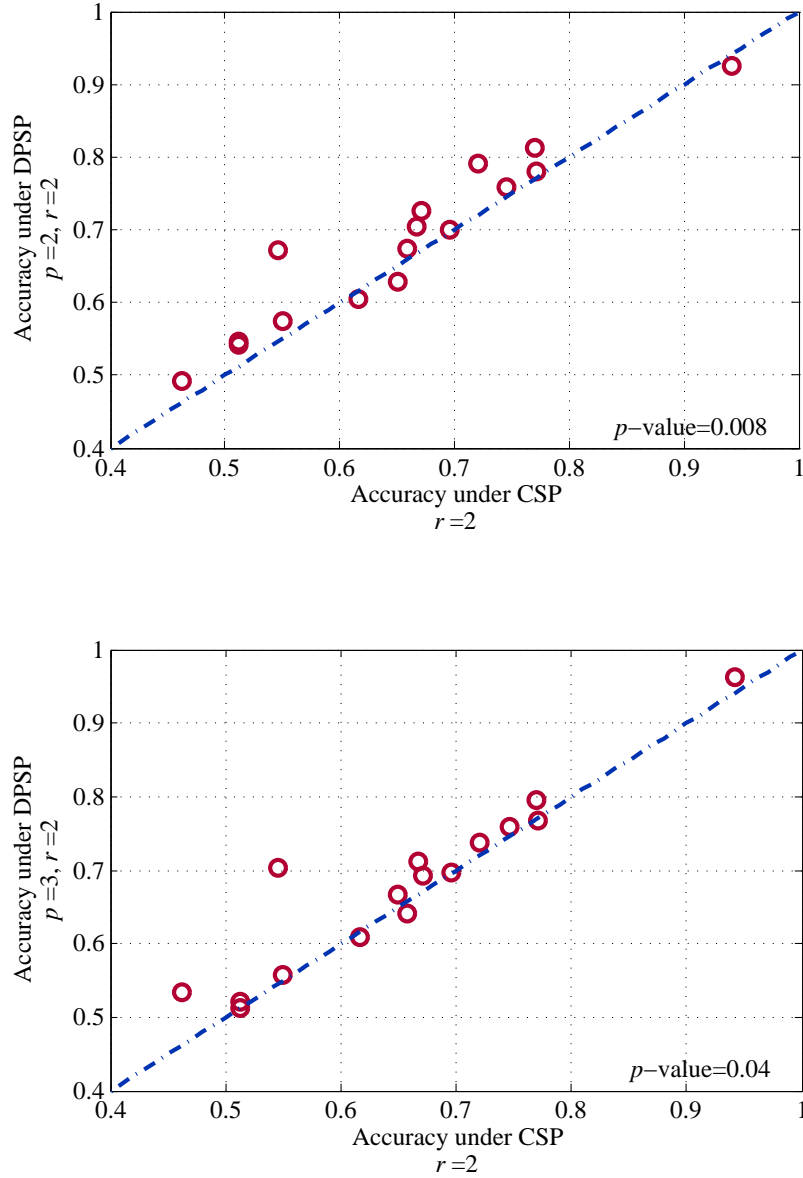 1
0.9
0.8
0.7
0.6
0.5
0.4
Accuracy under DPSP
p =2, r =2
p−value=0.008
0.4 0.5 0.6 0.7 0.8 0.9 1
Accuracy under CSP
r =2
1
0.9
0.8
0.7
0.6
0.5
0.4
Accuracy under DPSP
p =3, r =2
p−value=0.04
0.4 0.5 0.6 0.7 0.8 0.9 1
Accuracy under CSP
r =2